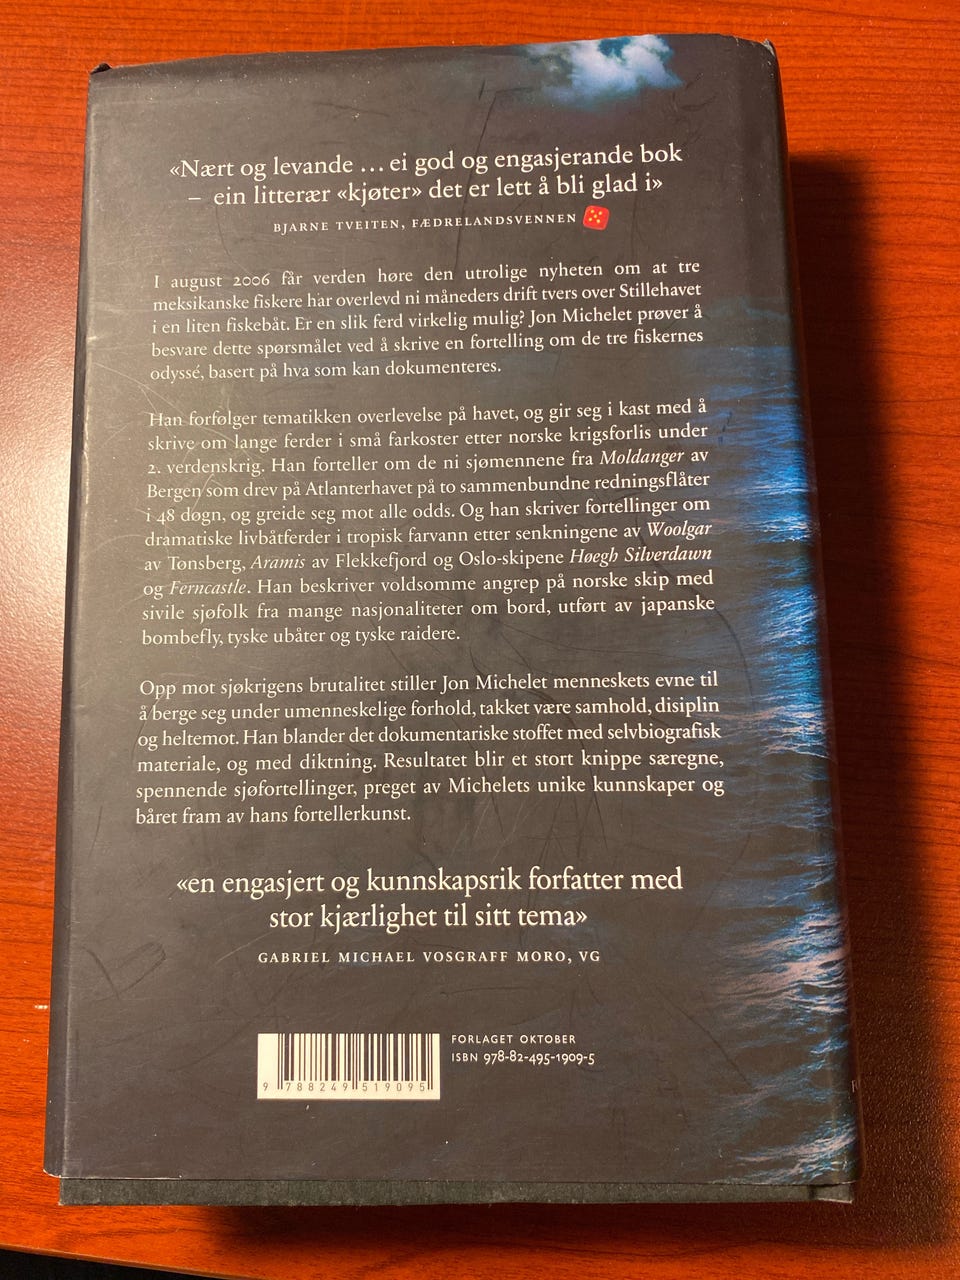 «Nært og levande … ei god og engasjerande bok
– ein litterær «kjøter» det er lett å bli glad i»
BJARNE TVEITEN, FÆDRELANDSVENNEN
I august 2006 får verden høre den utrolige nyheten om at tre
meksikanske fiskere har overlevd ni måneders drift tvers over Stillehavet
i en liten fiskebåt. Er en slik ferd virkelig mulig? Jon Michelet prøver å
besvare dette spørsmålet ved å skrive en fortelling om de tre fiskernes
odyssé, basert på hva som kan dokumenteres.
Han forfølger tematikken overlevelse på havet, og gir seg i kast med å
skrive om lange ferder i små farkoster etter norske krigsforlis under
2. verdenskrig. Han forteller om de ni sjømennene fra Moldanger av
Bergen som drev på Atlanterhavet på to sammenbundne redningsflåter
i 48 døgn, og greide seg mot alle odds. Og han skriver fortellinger om
dramatiske livbåtferder i tropisk farvann etter senkningene av Woolgar
av Tønsberg, Aramis av Flekkefjord og Oslo-skipene Høegh Silverdawn
og Ferncastle. Han beskriver voldsomme angrep på norske skip med
sivile sjøfolk fra mange nasjonaliteter om bord, utført av japanske
bombefly, tyske ubåter og tyske raidere.
Opp mot sjøkrigens brutalitet stiller Jon Michelet menneskets evne til
å berge seg under umenneskelige forhold, takket være samhold, disiplin
og heltemot. Han blander det dokumentariske stoffet med selvbiografisk
materiale, og med diktning. Resultatet blir et stort knippe særegne,
spennende sjøfortellinger, preget av Michelets unike kunnskaper og
båret fram av hans fortellerkunst.
«en engasjert og kunnskapsrik forfatter med
stor kjærlighet til sitt tema»
GABRIEL MICHAEL VOSGRAFF MORO, VG
FORLAGET OKTOBER
ISBN 978-82-495-1909-5
9 788249 519095